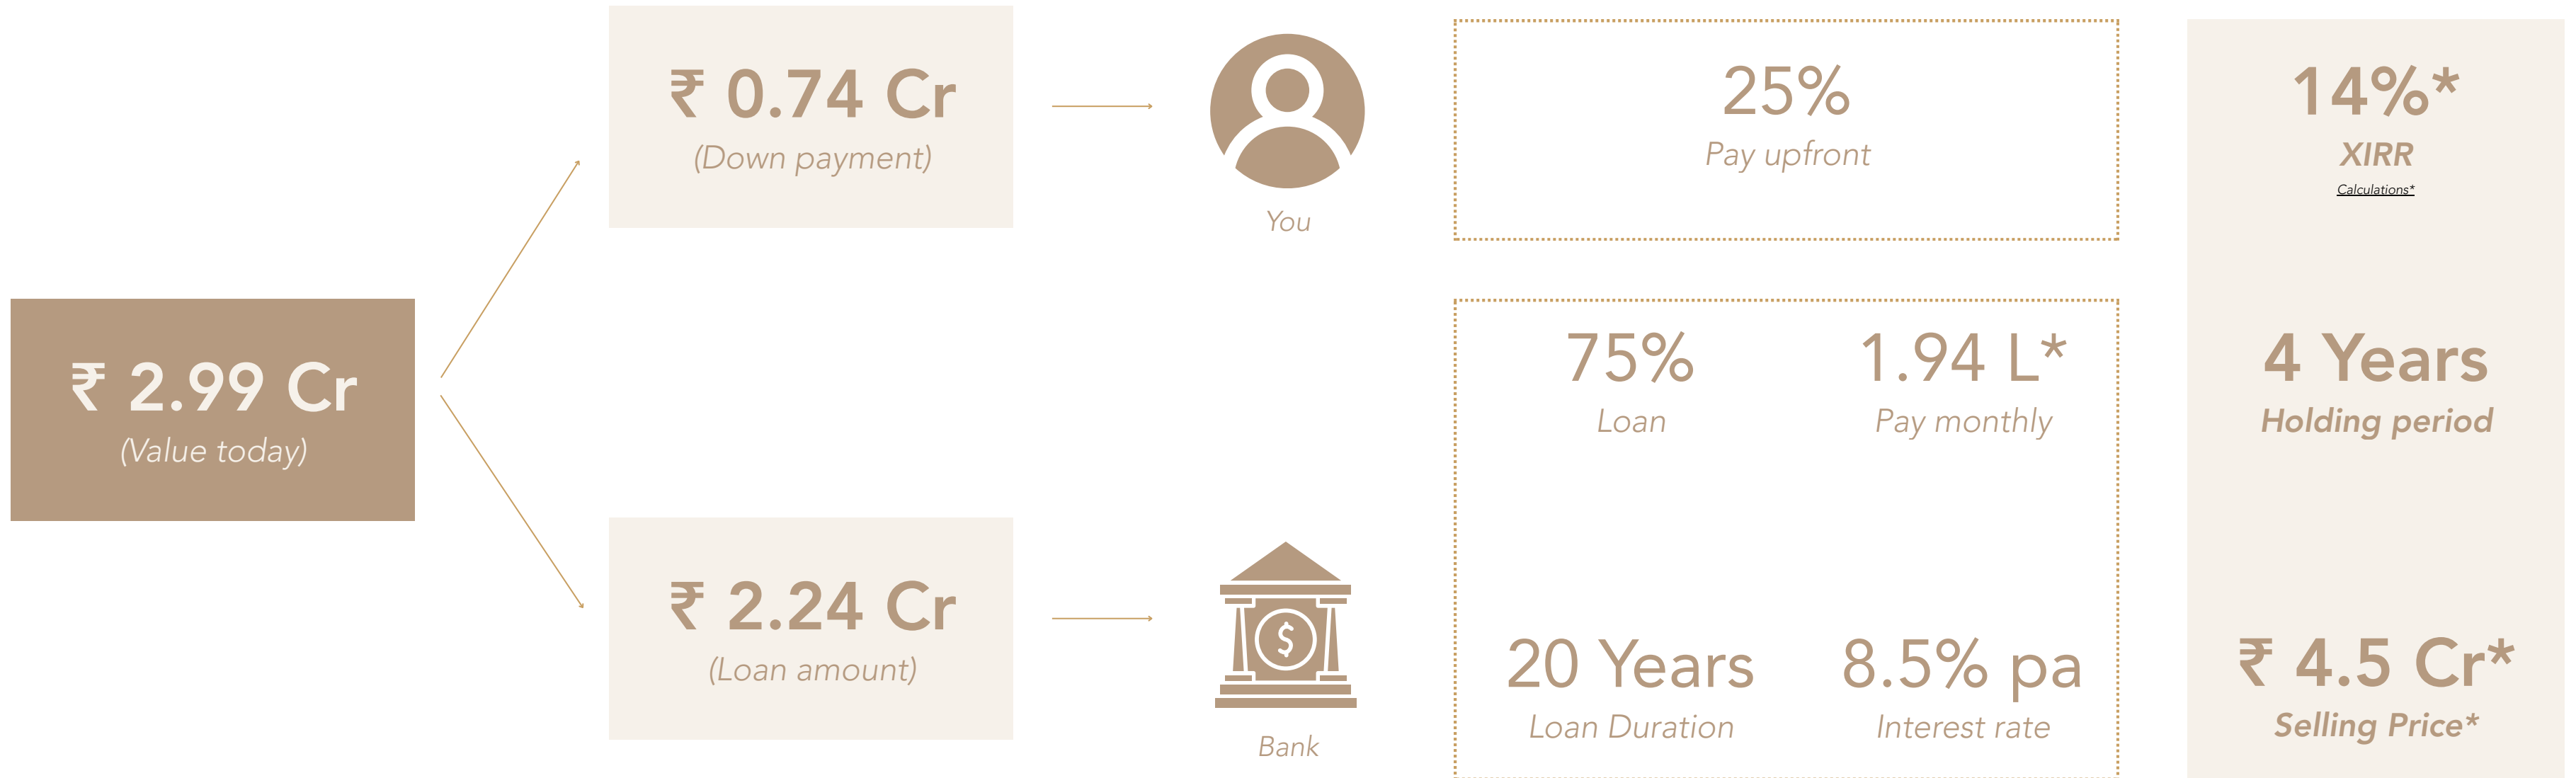 ₹ 2.99 Cr
(Value today)
₹ 0.74 Cr
(Down payment)
You
25%
Pay upfront
₹ 2.24 Cr
(Loan amount)
$
Bank
75%
Loan
1.94 L*
Pay monthly
20 Years
Loan Duration
8.5% pa
Interest rate
14%*
XIRR
Calculations*
4 Years
Holding period
₹ 4.5 Cr*
Selling Price*